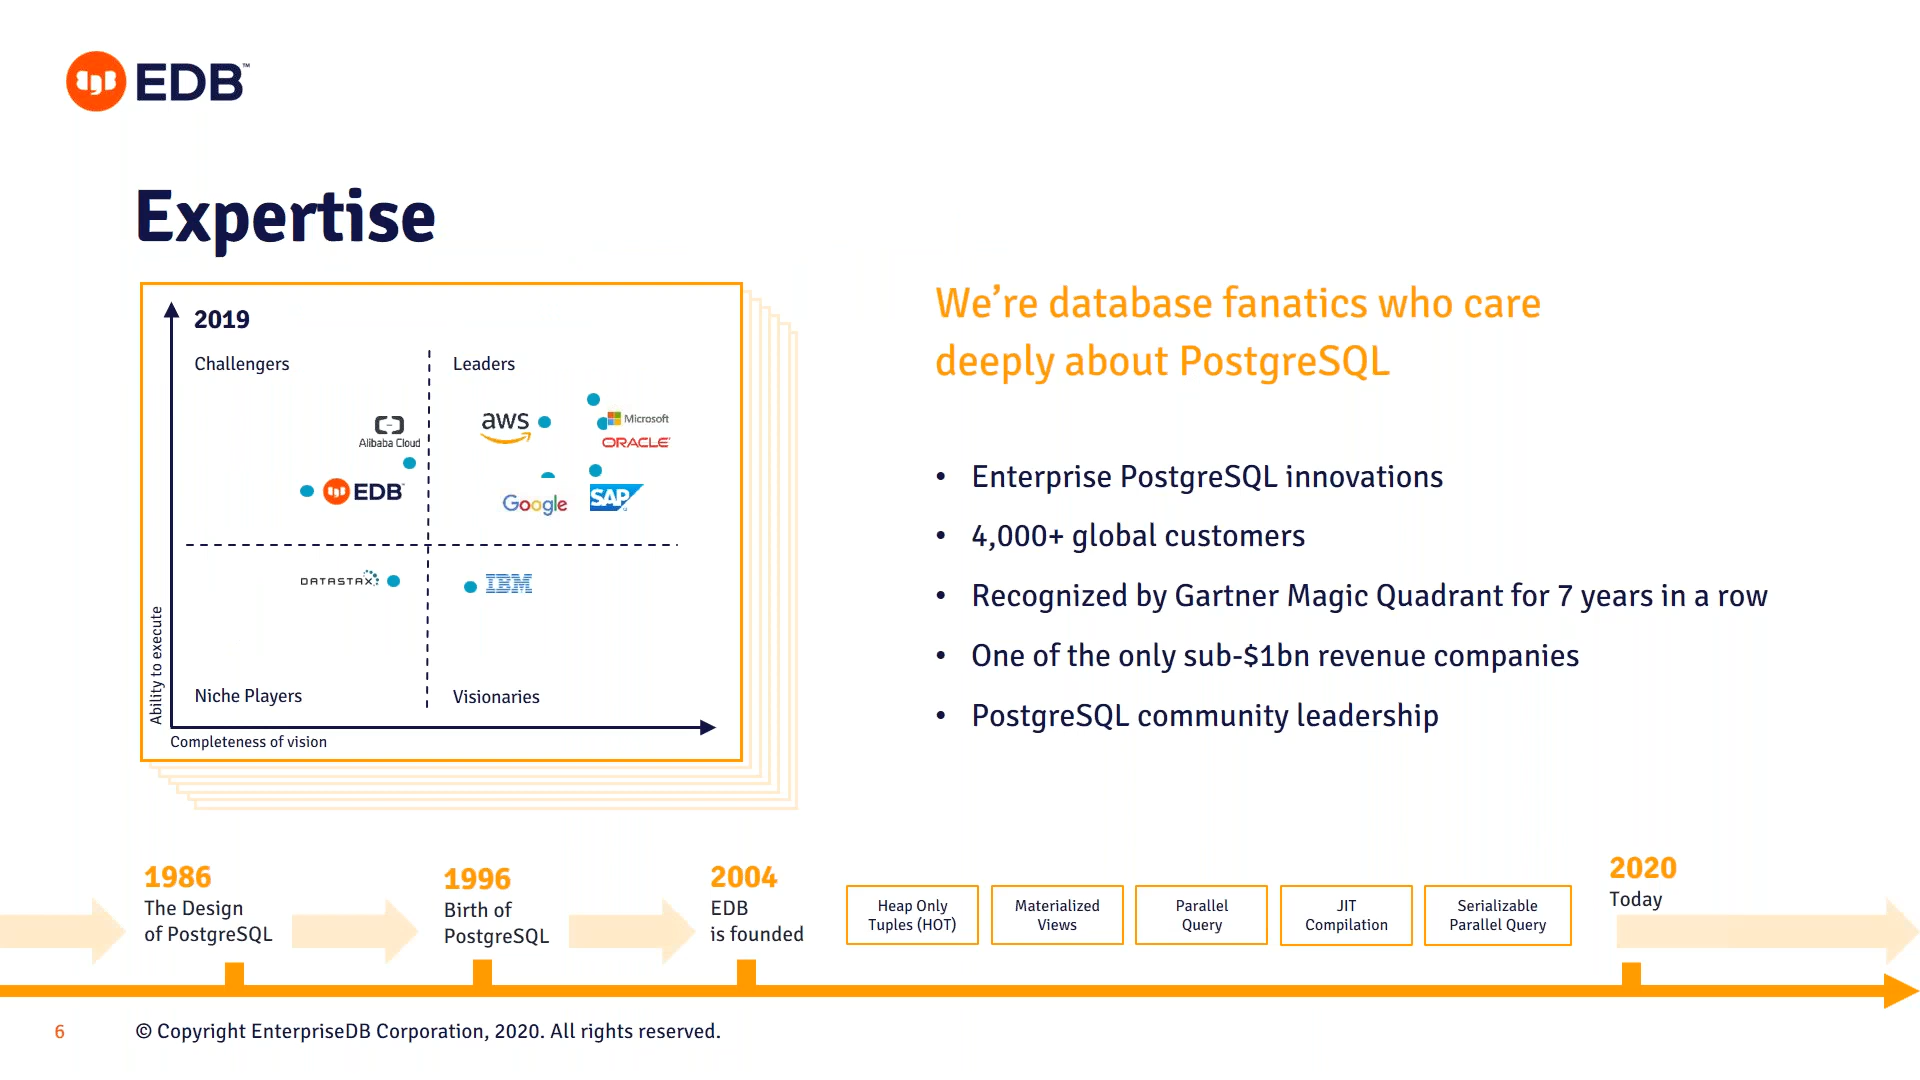 EDB™
Expertise
2019
Challengers
Leaders
Alibaba Cloud
aws
Microsoft
ORACLE
EDB
Google
SAP
DATASTAX
IBM
Niche Players
Visionaries
Ability to execute
Completeness of vision
We’re database fanatics who care
deeply about PostgreSQL
• Enterprise PostgreSQL innovations
• 4,000+ global customers
• Recognized by Gartner Magic Quadrant for 7 years in a row
• One of the only sub-$1bn revenue companies
• PostgreSQL community leadership
1986
The Design
of PostgreSQL
1996
Birth of
PostgreSQL
2004
EDB
is founded
Heap Only
Tuples (HOT)
Materialized
Views
Parallel
Query
JIT
Compilation
Serializable
Parallel Query
2020
Today
6
© Copyright EnterpriseDB Corporation, 2020. All rights reserved.